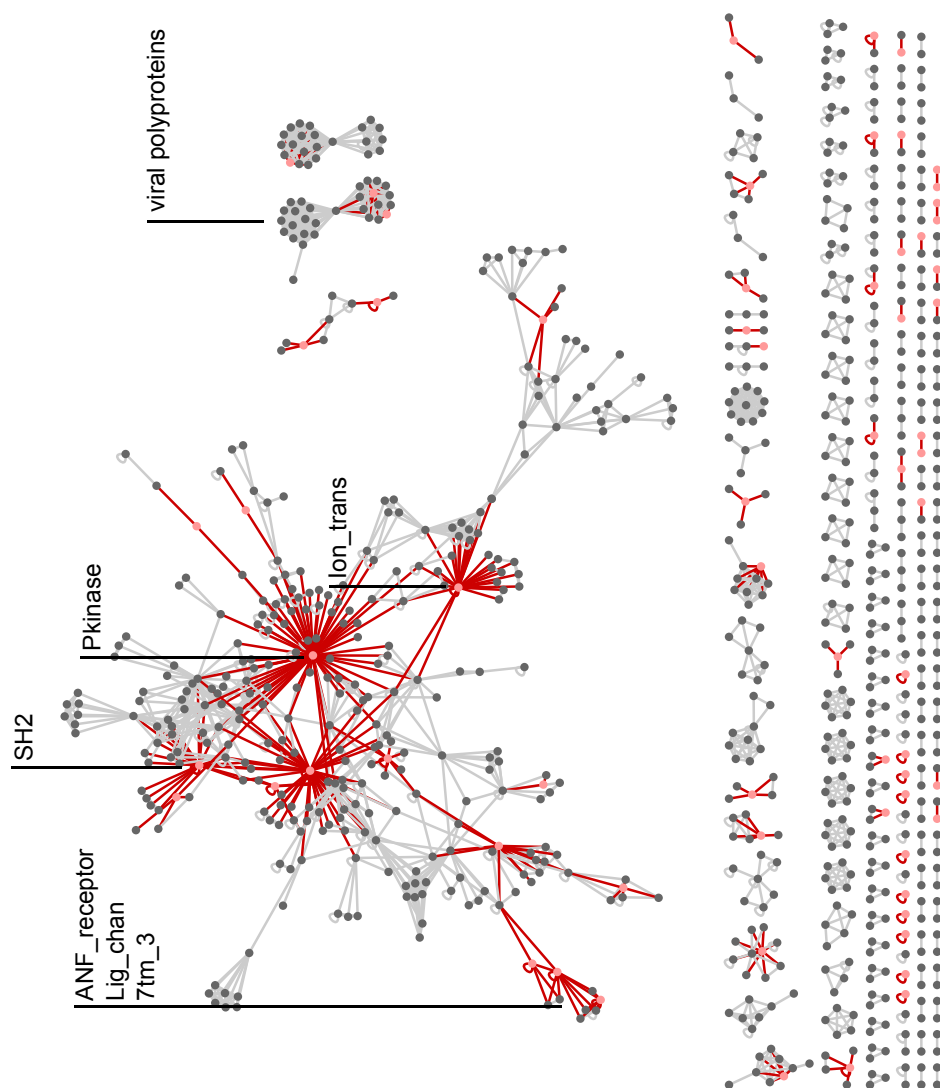 viral polyproteins
Ion_trans
Pkinase
SH2
ANF_receptor
Lig_chan
7tm_3